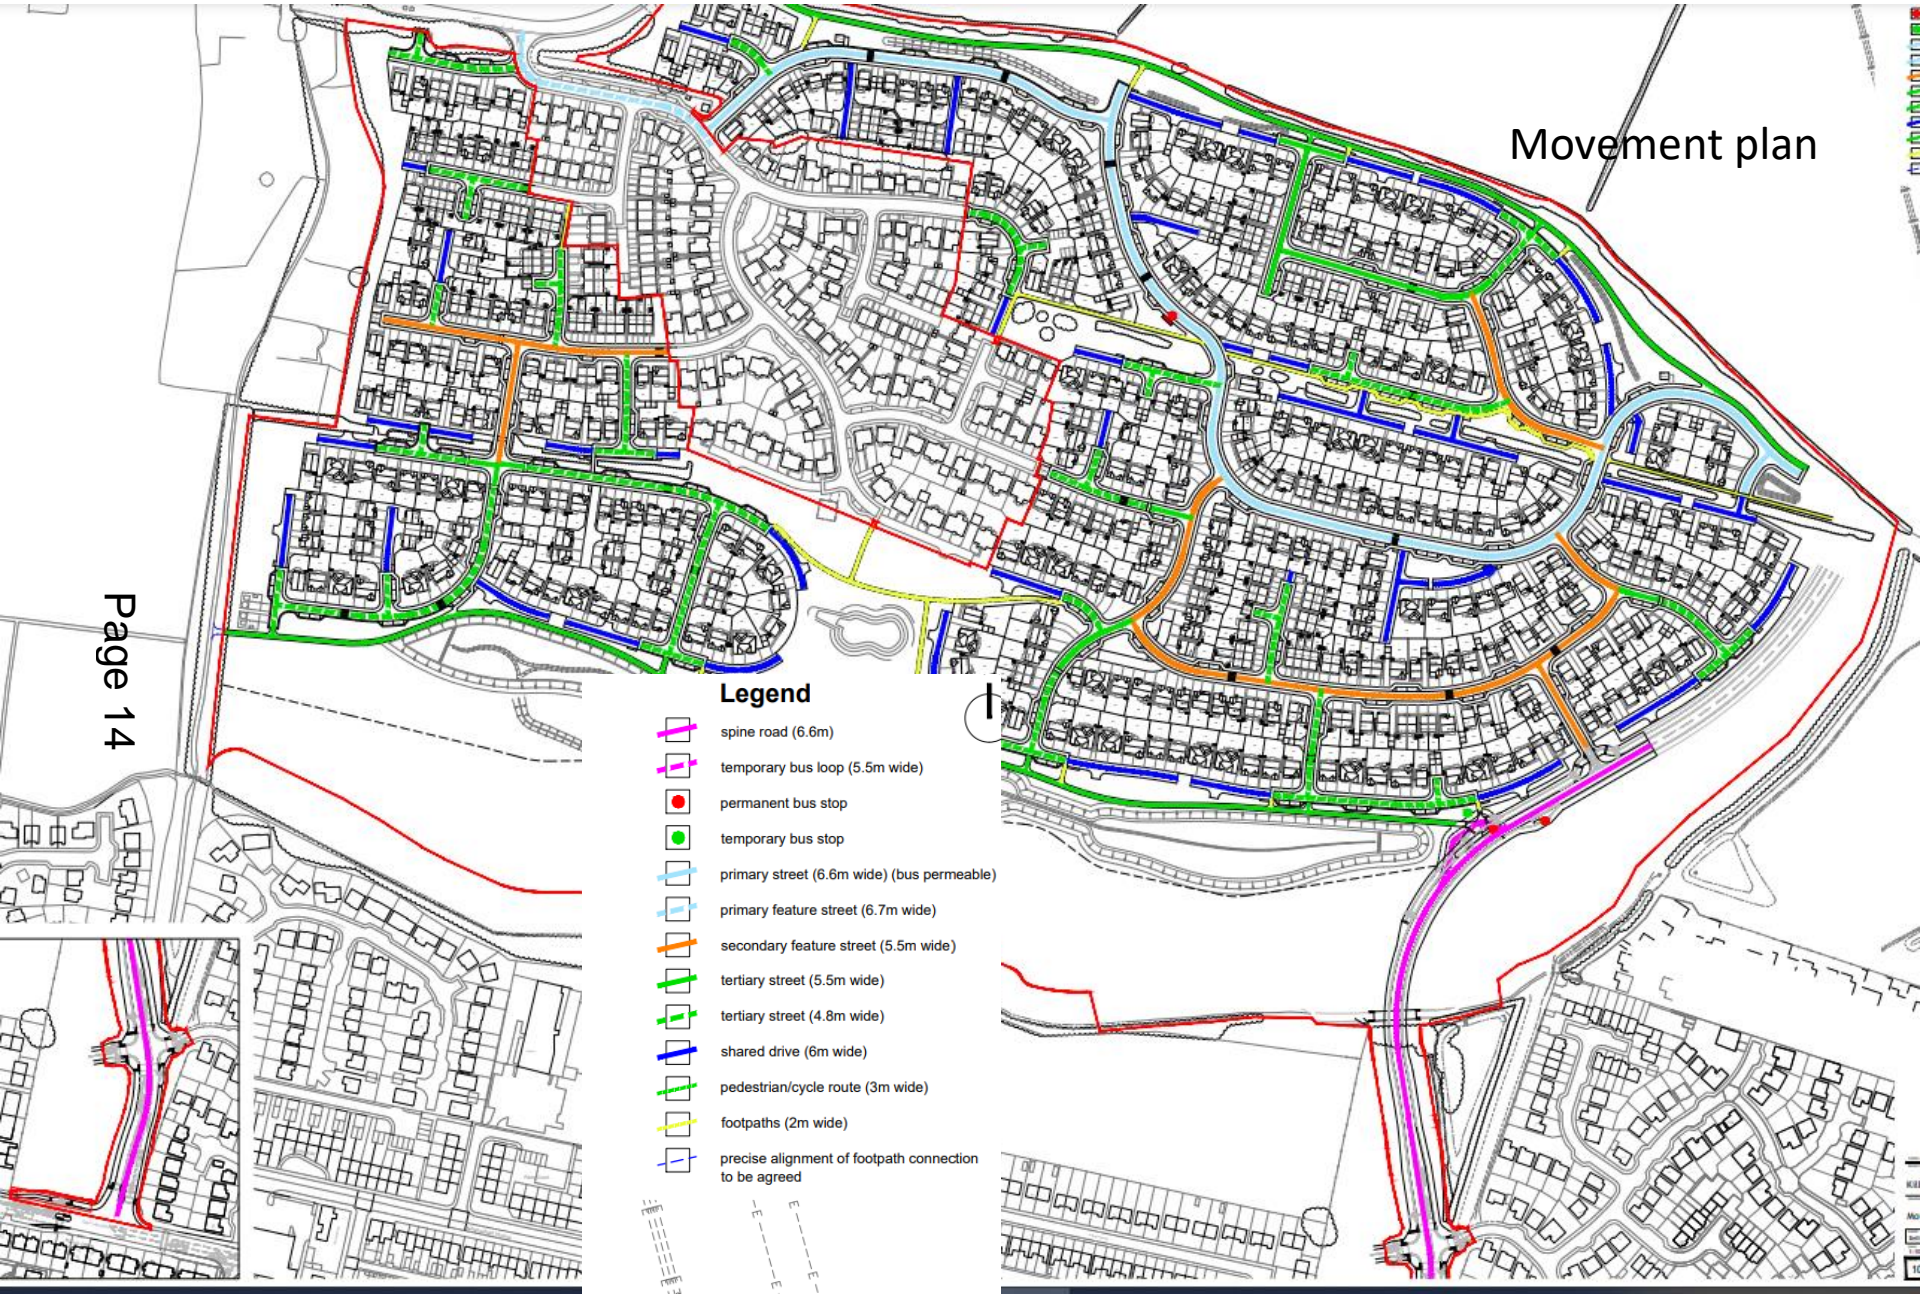 Movement plan
Page 14
Legend
spine road (6.6m)
temporary bus loop (5.5m wide)
permanent bus stop
temporary bus stop
primary street (6.6m wide) (bus permeable)
primary feature street (6.7m wide)
secondary feature street (5.5m wide)
tertiary street (5.5m wide)
tertiary street (4.8m wide)
shared drive (6m wide)
pedestrian/cycle route (3m wide)
footpaths (2m wide)
precise alignment of footpath connection
to be agreed